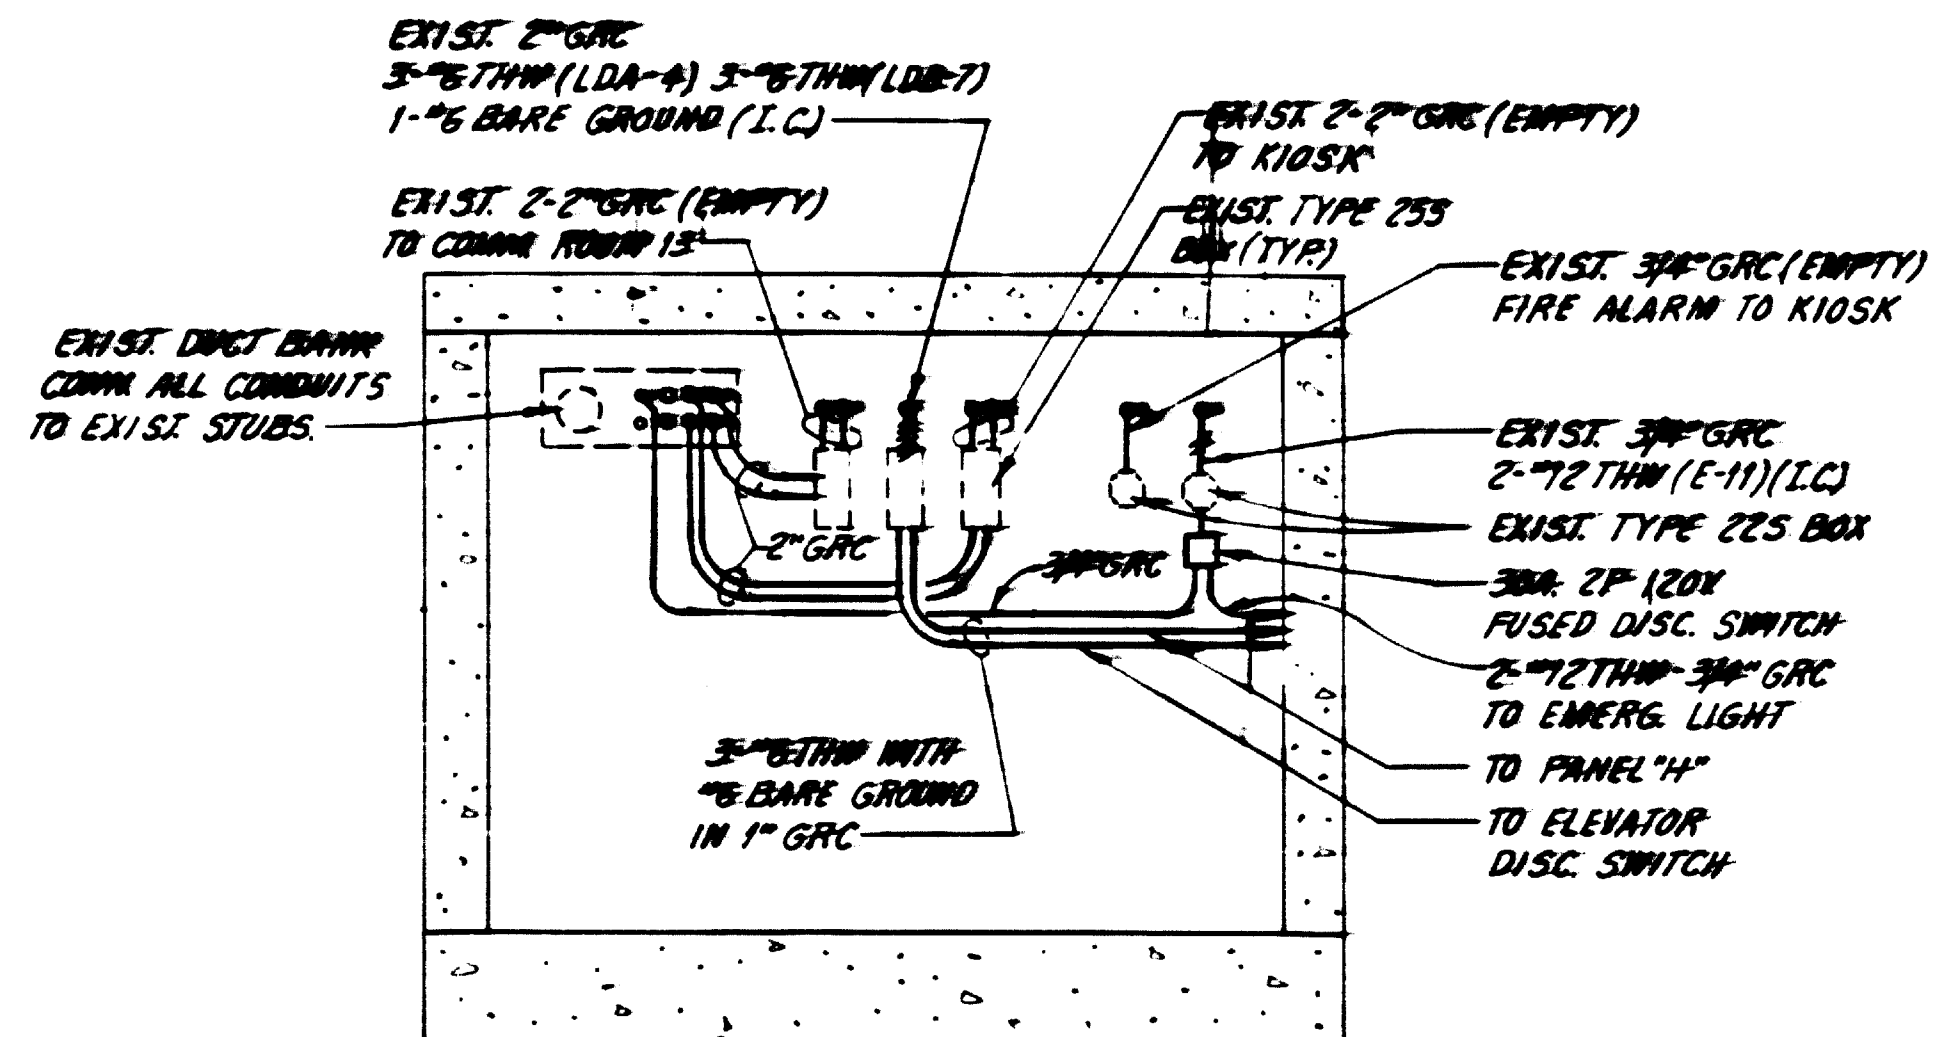 EXIST. 2" GRC
3-#6 THW (LDA-4) 3-#6 THW (LDB-7)
1-#6 BARE GROUND (I.C.)
EXIST. 2-2" GRC (EMPTY)
TO COMM ROOM 13
EXIST. 2-2" GRC (EMPTY)
TO KIOSK
EXIST. TYPE 255
BOX (TYP.)
EXIST. 3/4" GRC (EMPTY)
FIRE ALARM TO KIOSK
EXIST. DUCT BANK
COMM ALL CONDUITS
TO EXIST. STUBS.
EXIST. 3/4" GRC
2-#12 THW (E-11) (I.C.)
EXIST. TYPE 225 BOX
2" GRC
3/4" GRC
30A. 2P 120V
FUSED DISC. SWITCH
2-#12 THW-3/4" GRC
TO EMERG. LIGHT
3-#6 THW WITH
#6 BARE GROUND
IN 1" GRC
TO PANEL "H"
TO ELEVATOR
DISC. SWITCH